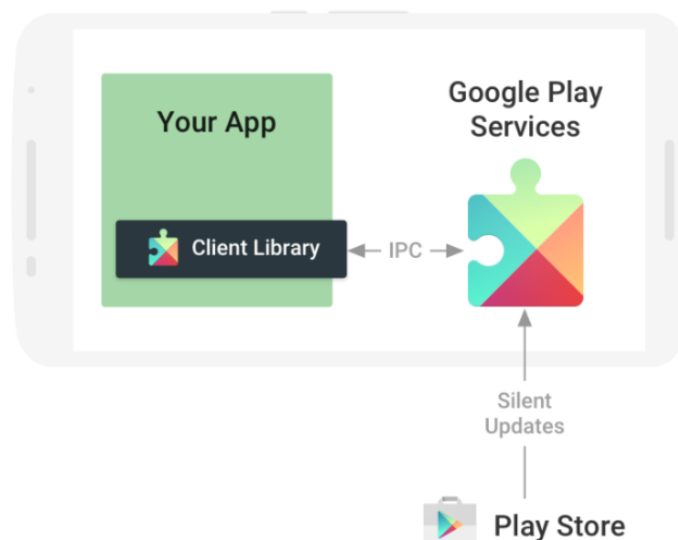 Your App
Google Play
Services
Client Library
IPC
Silent
Updates
Play Store